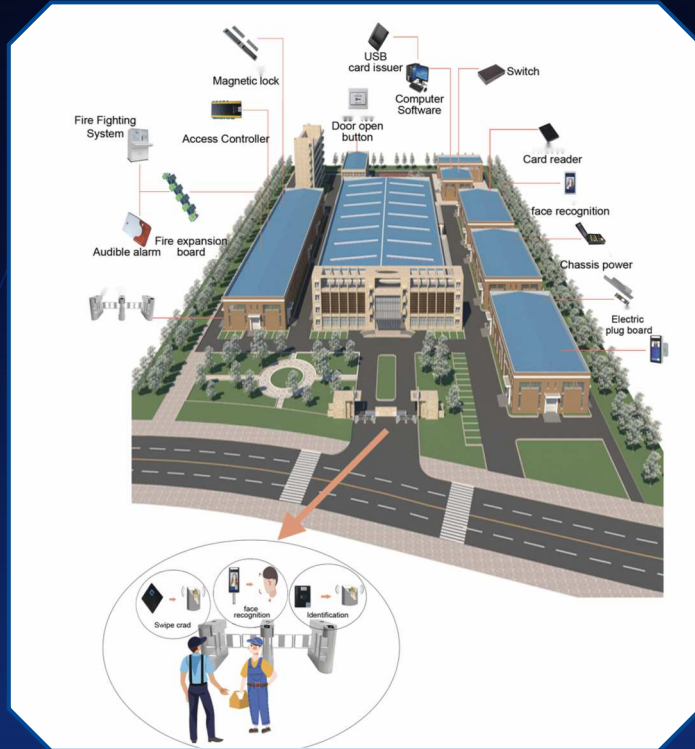 Magnetic lock
USB
card issuer
Switch
Computer
Software
Fire Fighting
System
Access Controller
Door open
button
Card reader
face recognition
Audible alarm
Fire expansion
board
Chassis power
Electric
plug board
Swipe crad
face
recognition
Identification